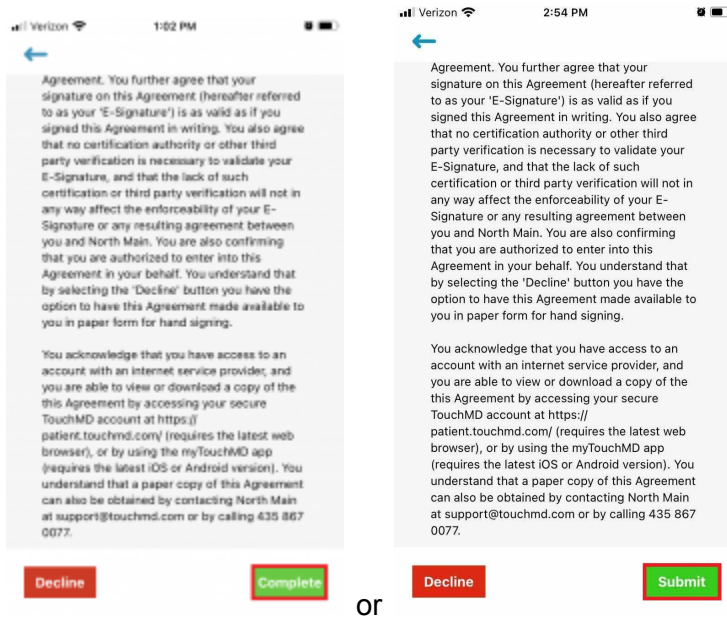 Verizon 1:02 PM
Agreement. You further agree that your
signature on this Agreement (hereafter referred
to as your 'E-Signature') is as valid as if you
signed this Agreement in writing. You also agree
that no certification authority or other third
party verification is necessary to validate your
E-Signature, and that the lack of such
certification or third party verification will not in
any way affect the enforceability of your E-
Signature or any resulting agreement between
you and North Main. You are also confirming
that you are authorized to enter into this
Agreement in your behalf. You understand that
by selecting the 'Decline' button you have the
option to have this Agreement made available to
you in paper form for hand signing.
You acknowledge that you have access to an
account with an internet service provider, and
you are able to view or download a copy of the
this Agreement by accessing your secure
TouchMD account at https://
patient.touchmd.com/ (requires the latest web
browser), or by using the myTouchMD app
(requires the latest iOS or Android version). You
understand that a paper copy of this Agreement
can also be obtained by contacting North Main
at support@touchmd.com or by calling 435 867
0077.
Decline Complete
or
Verizon 2:54 PM
Agreement. You further agree that your
signature on this Agreement (hereafter referred
to as your 'E-Signature') is as valid as if you
signed this Agreement in writing. You also agree
that no certification authority or other third
party verification is necessary to validate your
E-Signature, and that the lack of such
certification or third party verification will not in
any way affect the enforceability of your E-
Signature or any resulting agreement between
you and North Main. You are also confirming
that you are authorized to enter into this
Agreement in your behalf. You understand that
by selecting the 'Decline' button you have the
option to have this Agreement made available to
you in paper form for hand signing.
You acknowledge that you have access to an
account with an internet service provider, and
you are able to view or download a copy of the
this Agreement by accessing your secure
TouchMD account at https://
patient.touchmd.com/ (requires the latest web
browser), or by using the myTouchMD app
(requires the latest iOS or Android version). You
understand that a paper copy of this Agreement
can also be obtained by contacting North Main
at support@touchmd.com or by calling 435 867
0077.
Decline Submit